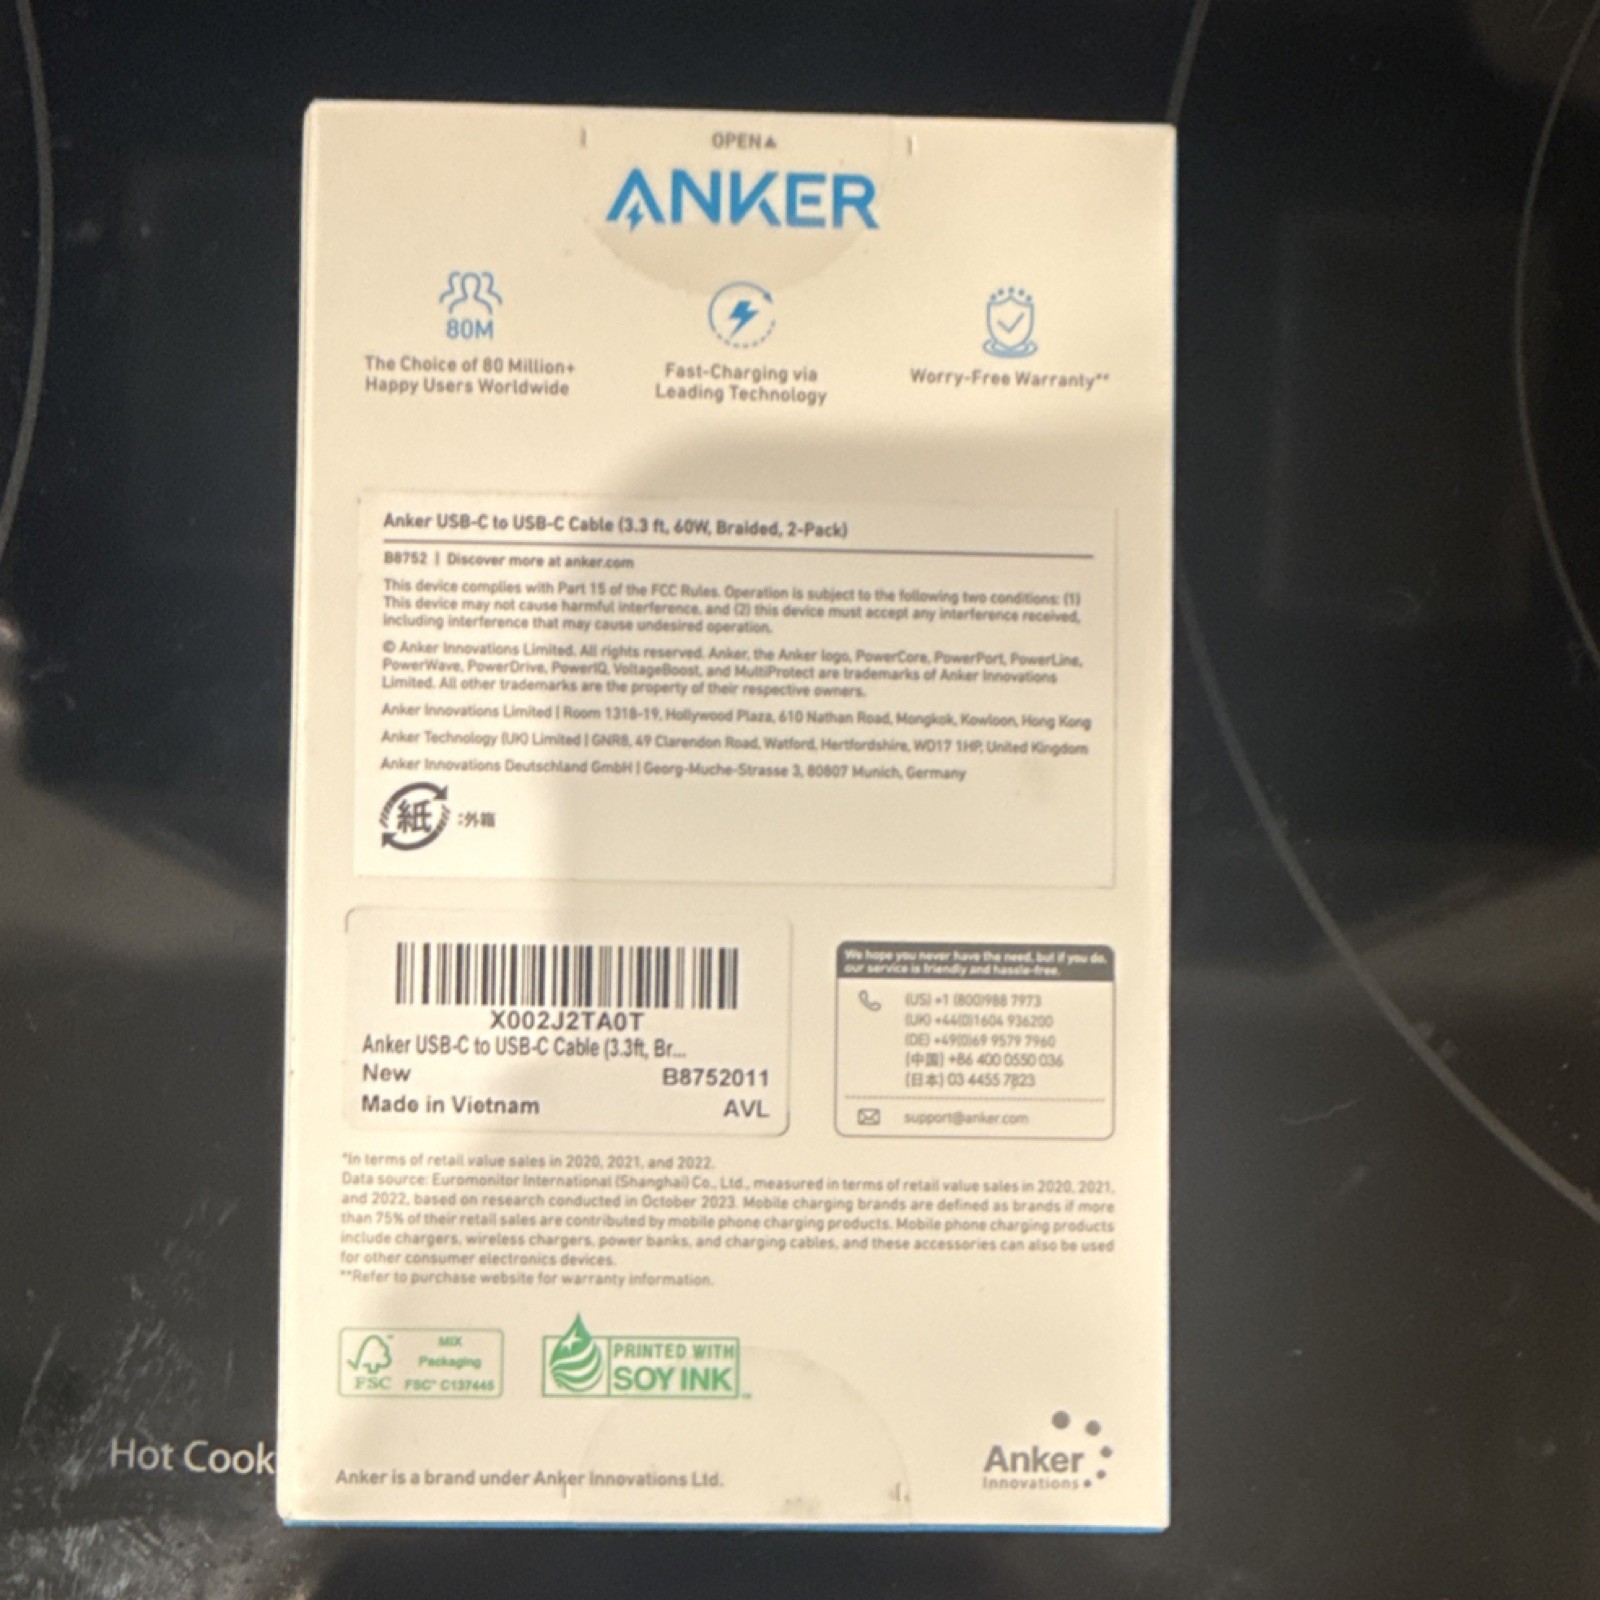 OPEN▲
ANKER
80M
The Choice of 80 Million+
Happy Users Worldwide
Fast-Charging via
Leading Technology
Worry-Free Warranty**
Anker USB-C to USB-C Cable (3.3 ft, 60W, Braided, 2-Pack)
B8752 | Discover more at anker.com
This device complies with Part 15 of the FCC Rules. Operation is subject to the following two conditions: (1)
This device may not cause harmful interference, and (2) this device must accept any interference received,
including interference that may cause undesired operation.
© Anker Innovations Limited. All rights reserved. Anker, the Anker logo, PowerCore, PowerPort, PowerLine,
PowerWave, PowerDrive, PowerIQ, VoltageBoost, and MultiProtect are trademarks of Anker Innovations
Limited. All other trademarks are the property of their respective owners.
Anker Innovations Limited | Room 1318-19, Hollywood Plaza, 610 Nathan Road, Mongkok, Kowloon, Hong Kong
Anker Technology (UK) Limited | GNR8, 49 Clarendon Road, Watford, Hertfordshire, WD17 1HP, United Kingdom
Anker Innovations Deutschland GmbH | Georg-Muche-Strasse 3, 80807 Munich, Germany
紙 :外箱
X002J2TA0T
Anker USB-C to USB-C Cable (3.3ft, Br...
New B8752011
Made in Vietnam AVL
We hope you never have the need, but if you do,
our service is friendly and hassle-free.
(US) +1 (800)988 7973
(UK) +44(0)1604 936200
(DE) +49(0)69 9579 7960
(中国) +86 400 0550 036
(日本) 03 4455 7823
support@anker.com
*In terms of retail value sales in 2020, 2021, and 2022.
Data source: Euromonitor International (Shanghai) Co., Ltd., measured in terms of retail value sales in 2020, 2021,
and 2022, based on research conducted in October 2023. Mobile charging brands are defined as brands if more
than 75% of their retail sales are contributed by mobile phone charging products. Mobile phone charging products
include chargers, wireless chargers, power banks, and charging cables, and these accessories can also be used
for other consumer electronics devices.
**Refer to purchase website for warranty information.
MIX
Packaging
FSC FSC® C137445
PRINTED WITH
SOY INK™
Hot Cook
Anker is a brand under Anker Innovations Ltd.
Anker
Innovations